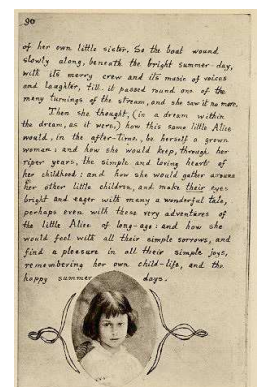 90
of her own little sister. So the boat wound
slowly along, beneath the bright summer-day,
with its merry crew and its music of voices
and laughter, till it passed round one of the
many turnings of the stream, and she saw it no more.
Then she thought, (in a dream within
the dream, as it were,) how this same little Alice
would, in the after-time, be herself a grown
woman: and how she would keep, through her
riper years, the simple and loving heart of
her childhood: and how she would gather around
her other little children, and make their eyes
bright and eager with many a wonderful tale,
perhaps even with these very adventures of
the little Alice of long-ago: and how she
would feel with all their simple sorrows, and
find a pleasure in all their simple joys,
remembering her own child-life, and the
happy summer days.